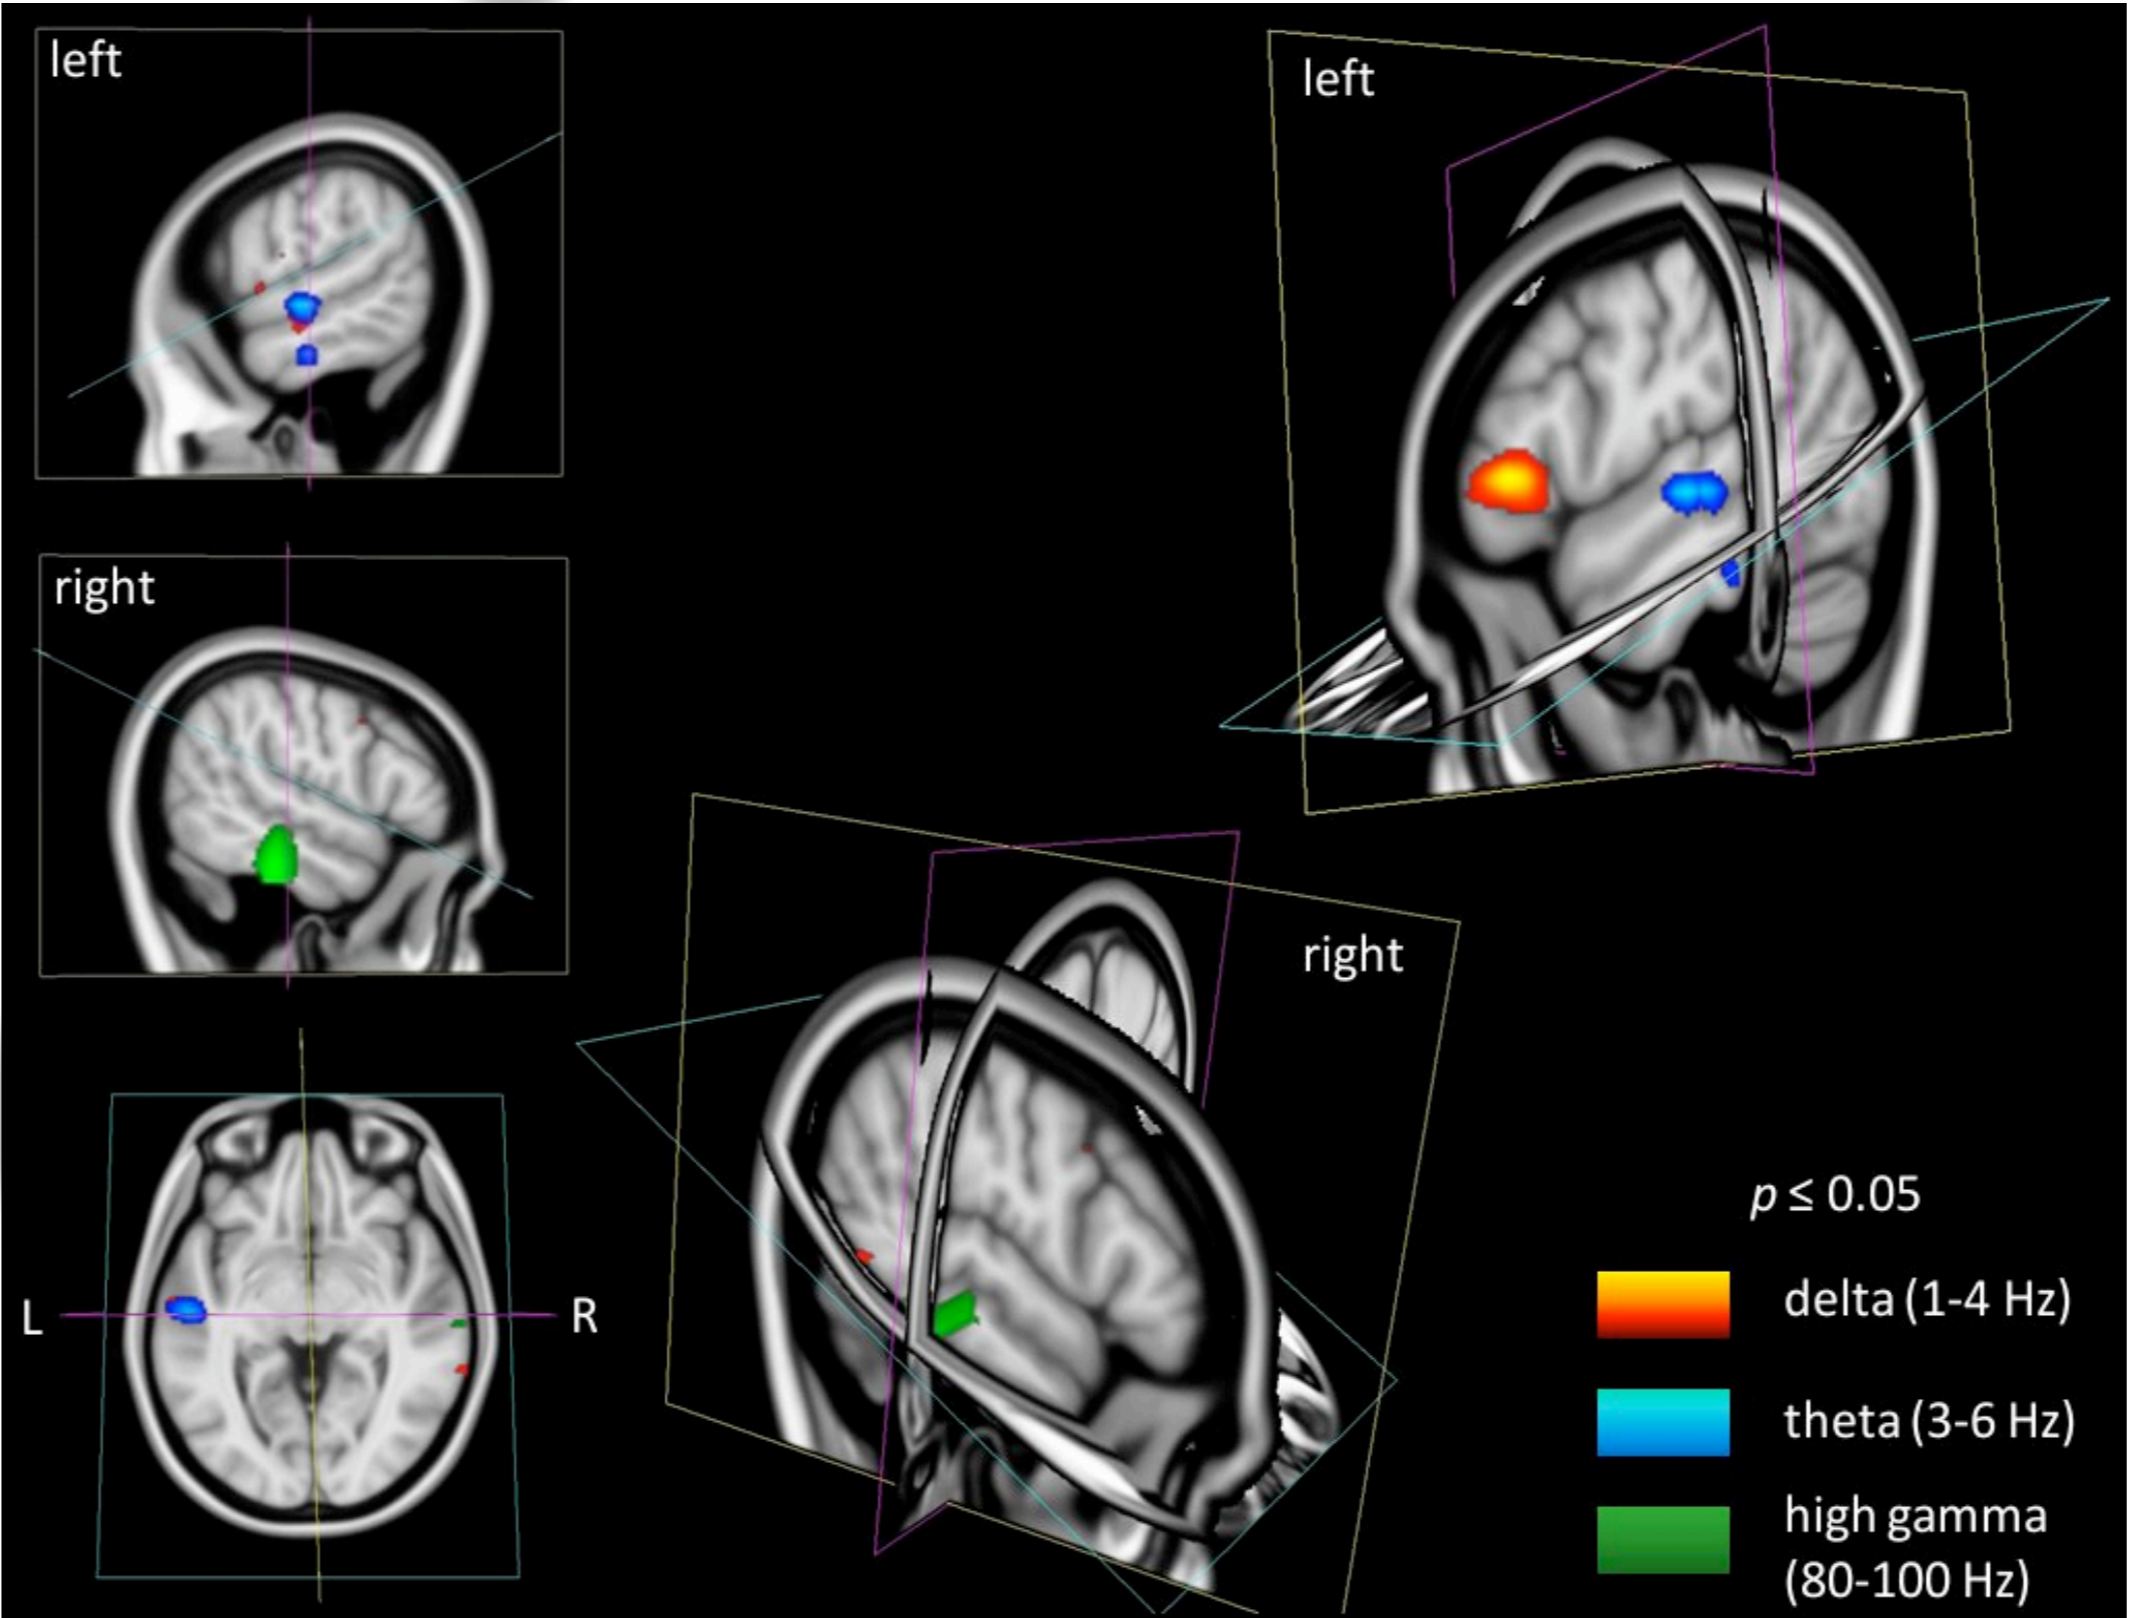 left
left
right
right
L
R
p ≤ 0.05
delta (1-4 Hz)
theta (3-6 Hz)
high gamma
(80-100 Hz)